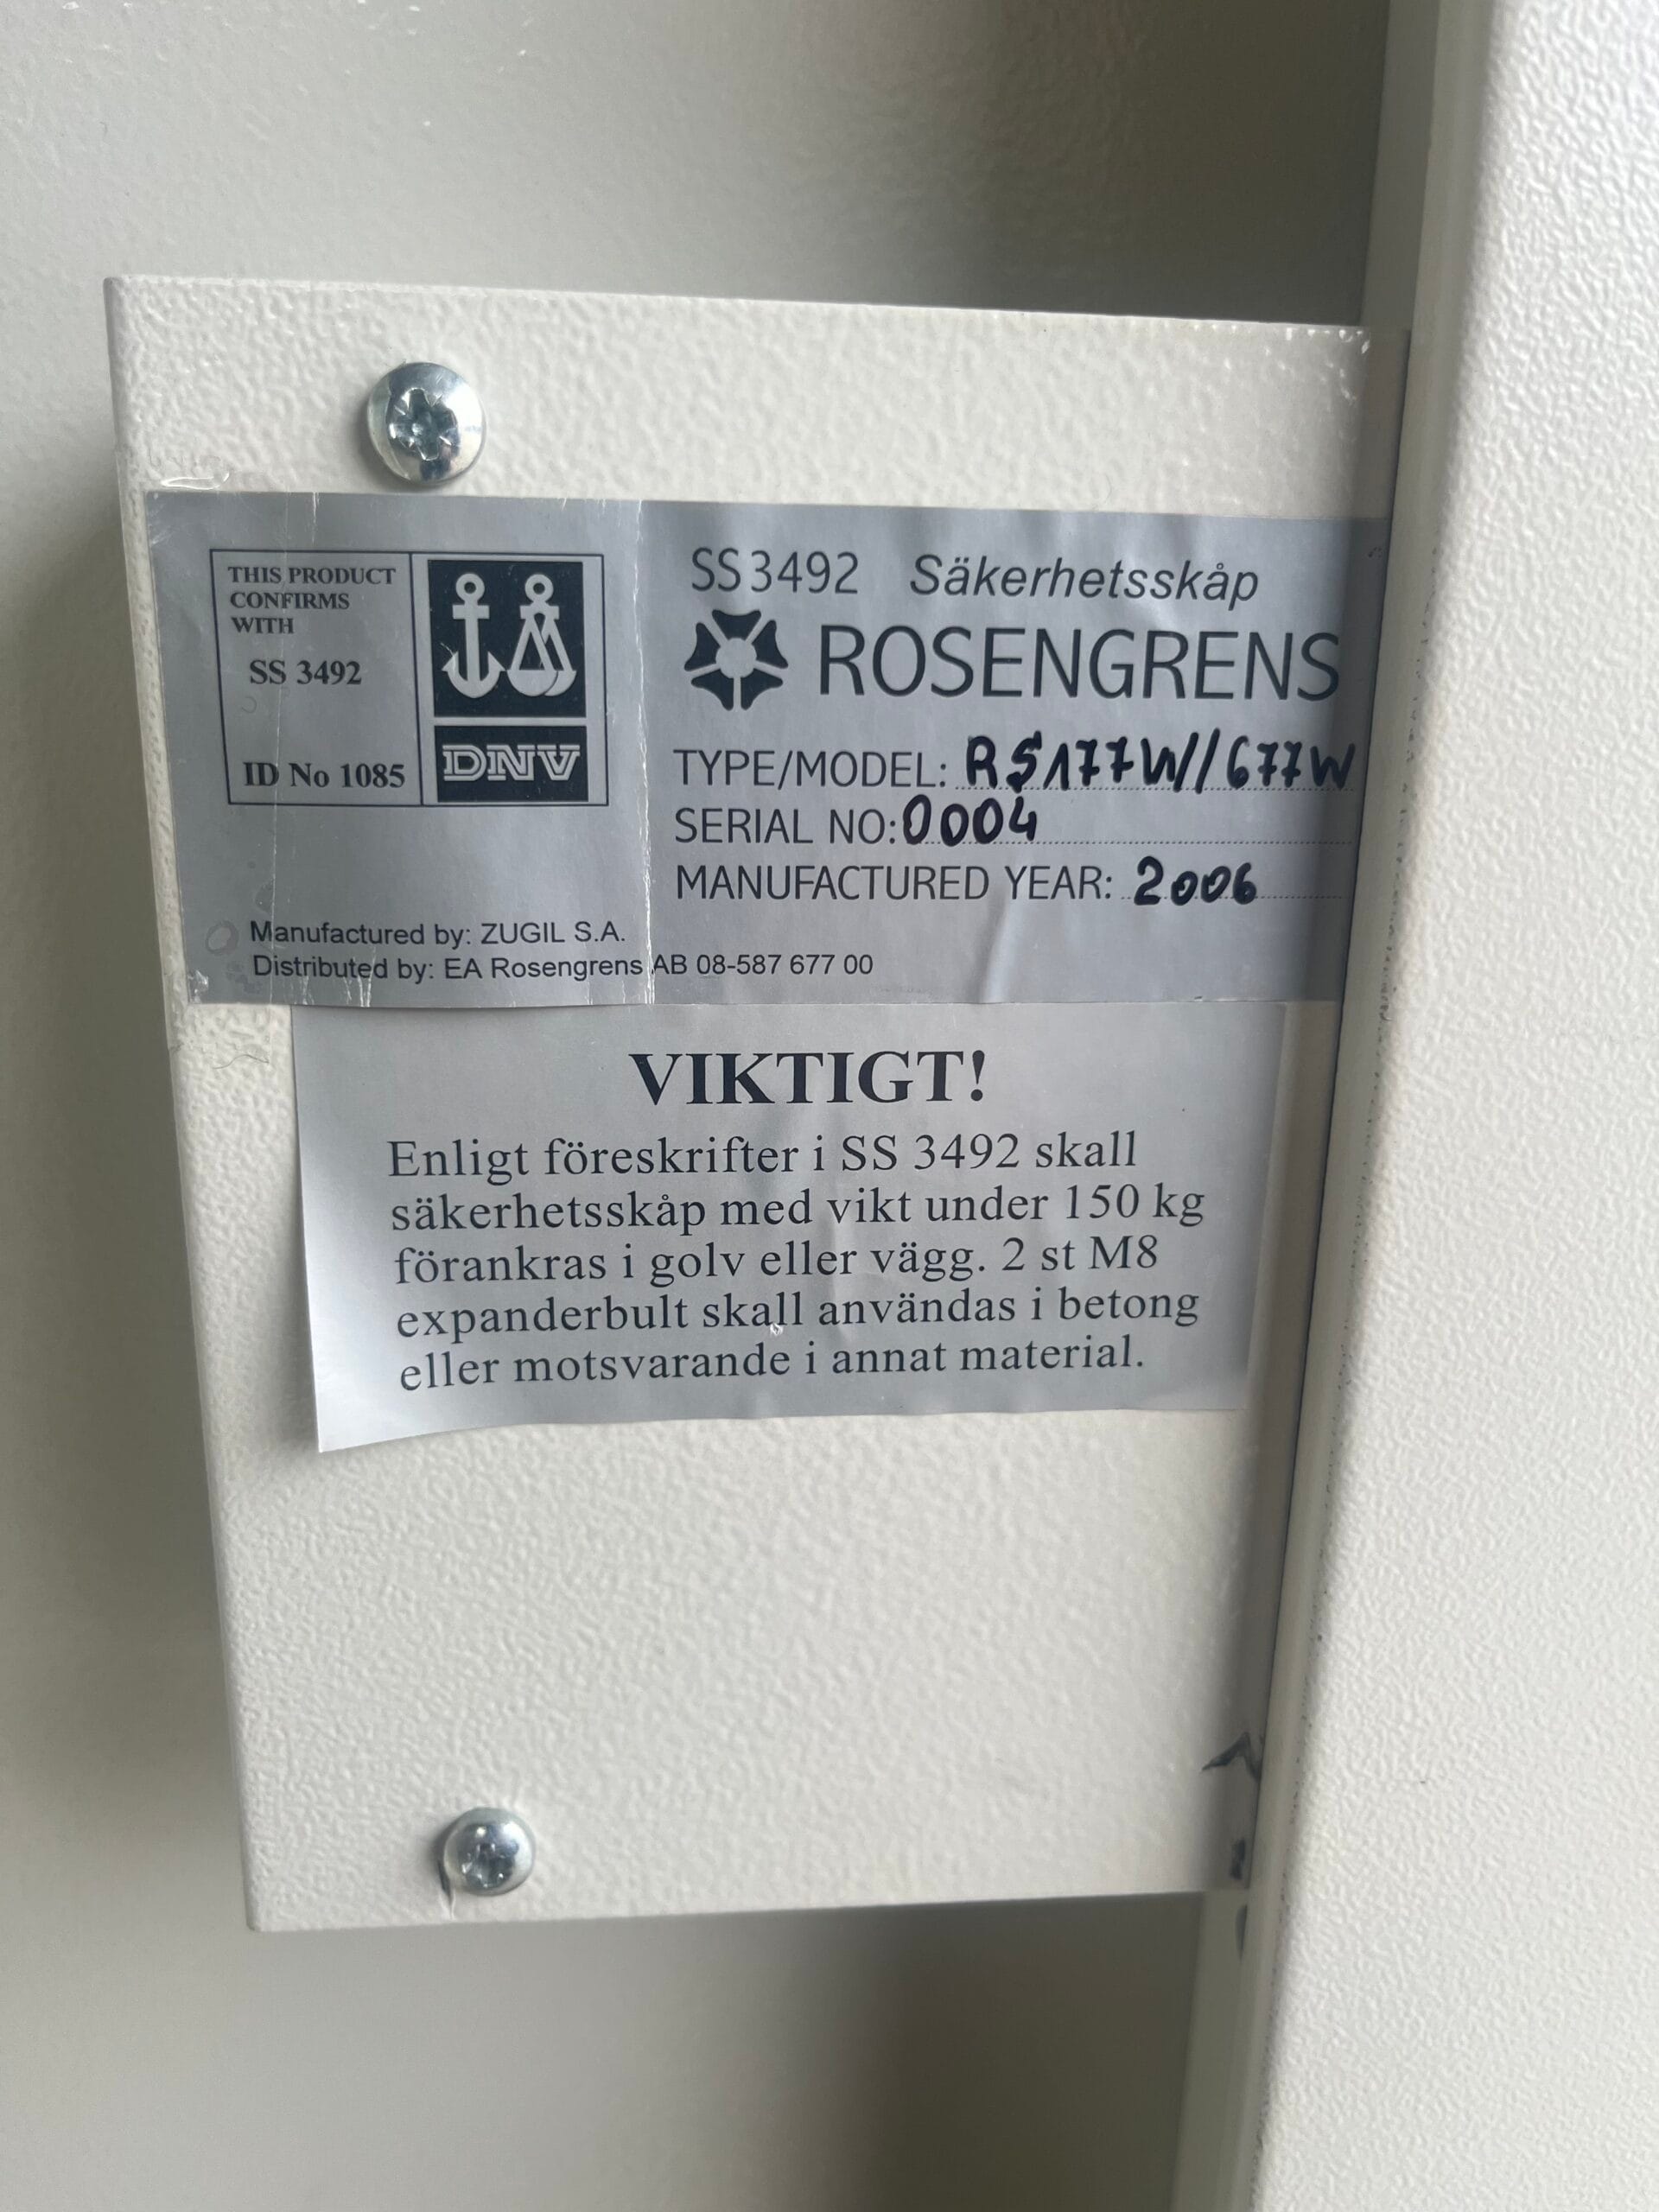 THIS PRODUCT
CONFIRMS
WITH
SS 3492
ID No 1085
DNV
SS3492 Säkerhetsskåp
ROSENGRENS
TYPE/MODEL: RS177W//677W
SERIAL NO: 0004
MANUFACTURED YEAR: 2006
Manufactured by: ZUGIL S.A.
Distributed by: EA Rosengrens AB 08-587 677 00
VIKTIGT!
Enligt föreskrifter i SS 3492 skall
säkerhetsskåp med vikt under 150 kg
förankras i golv eller vägg. 2 st M8
expanderbult skall användas i betong
eller motsvarande i annat material.